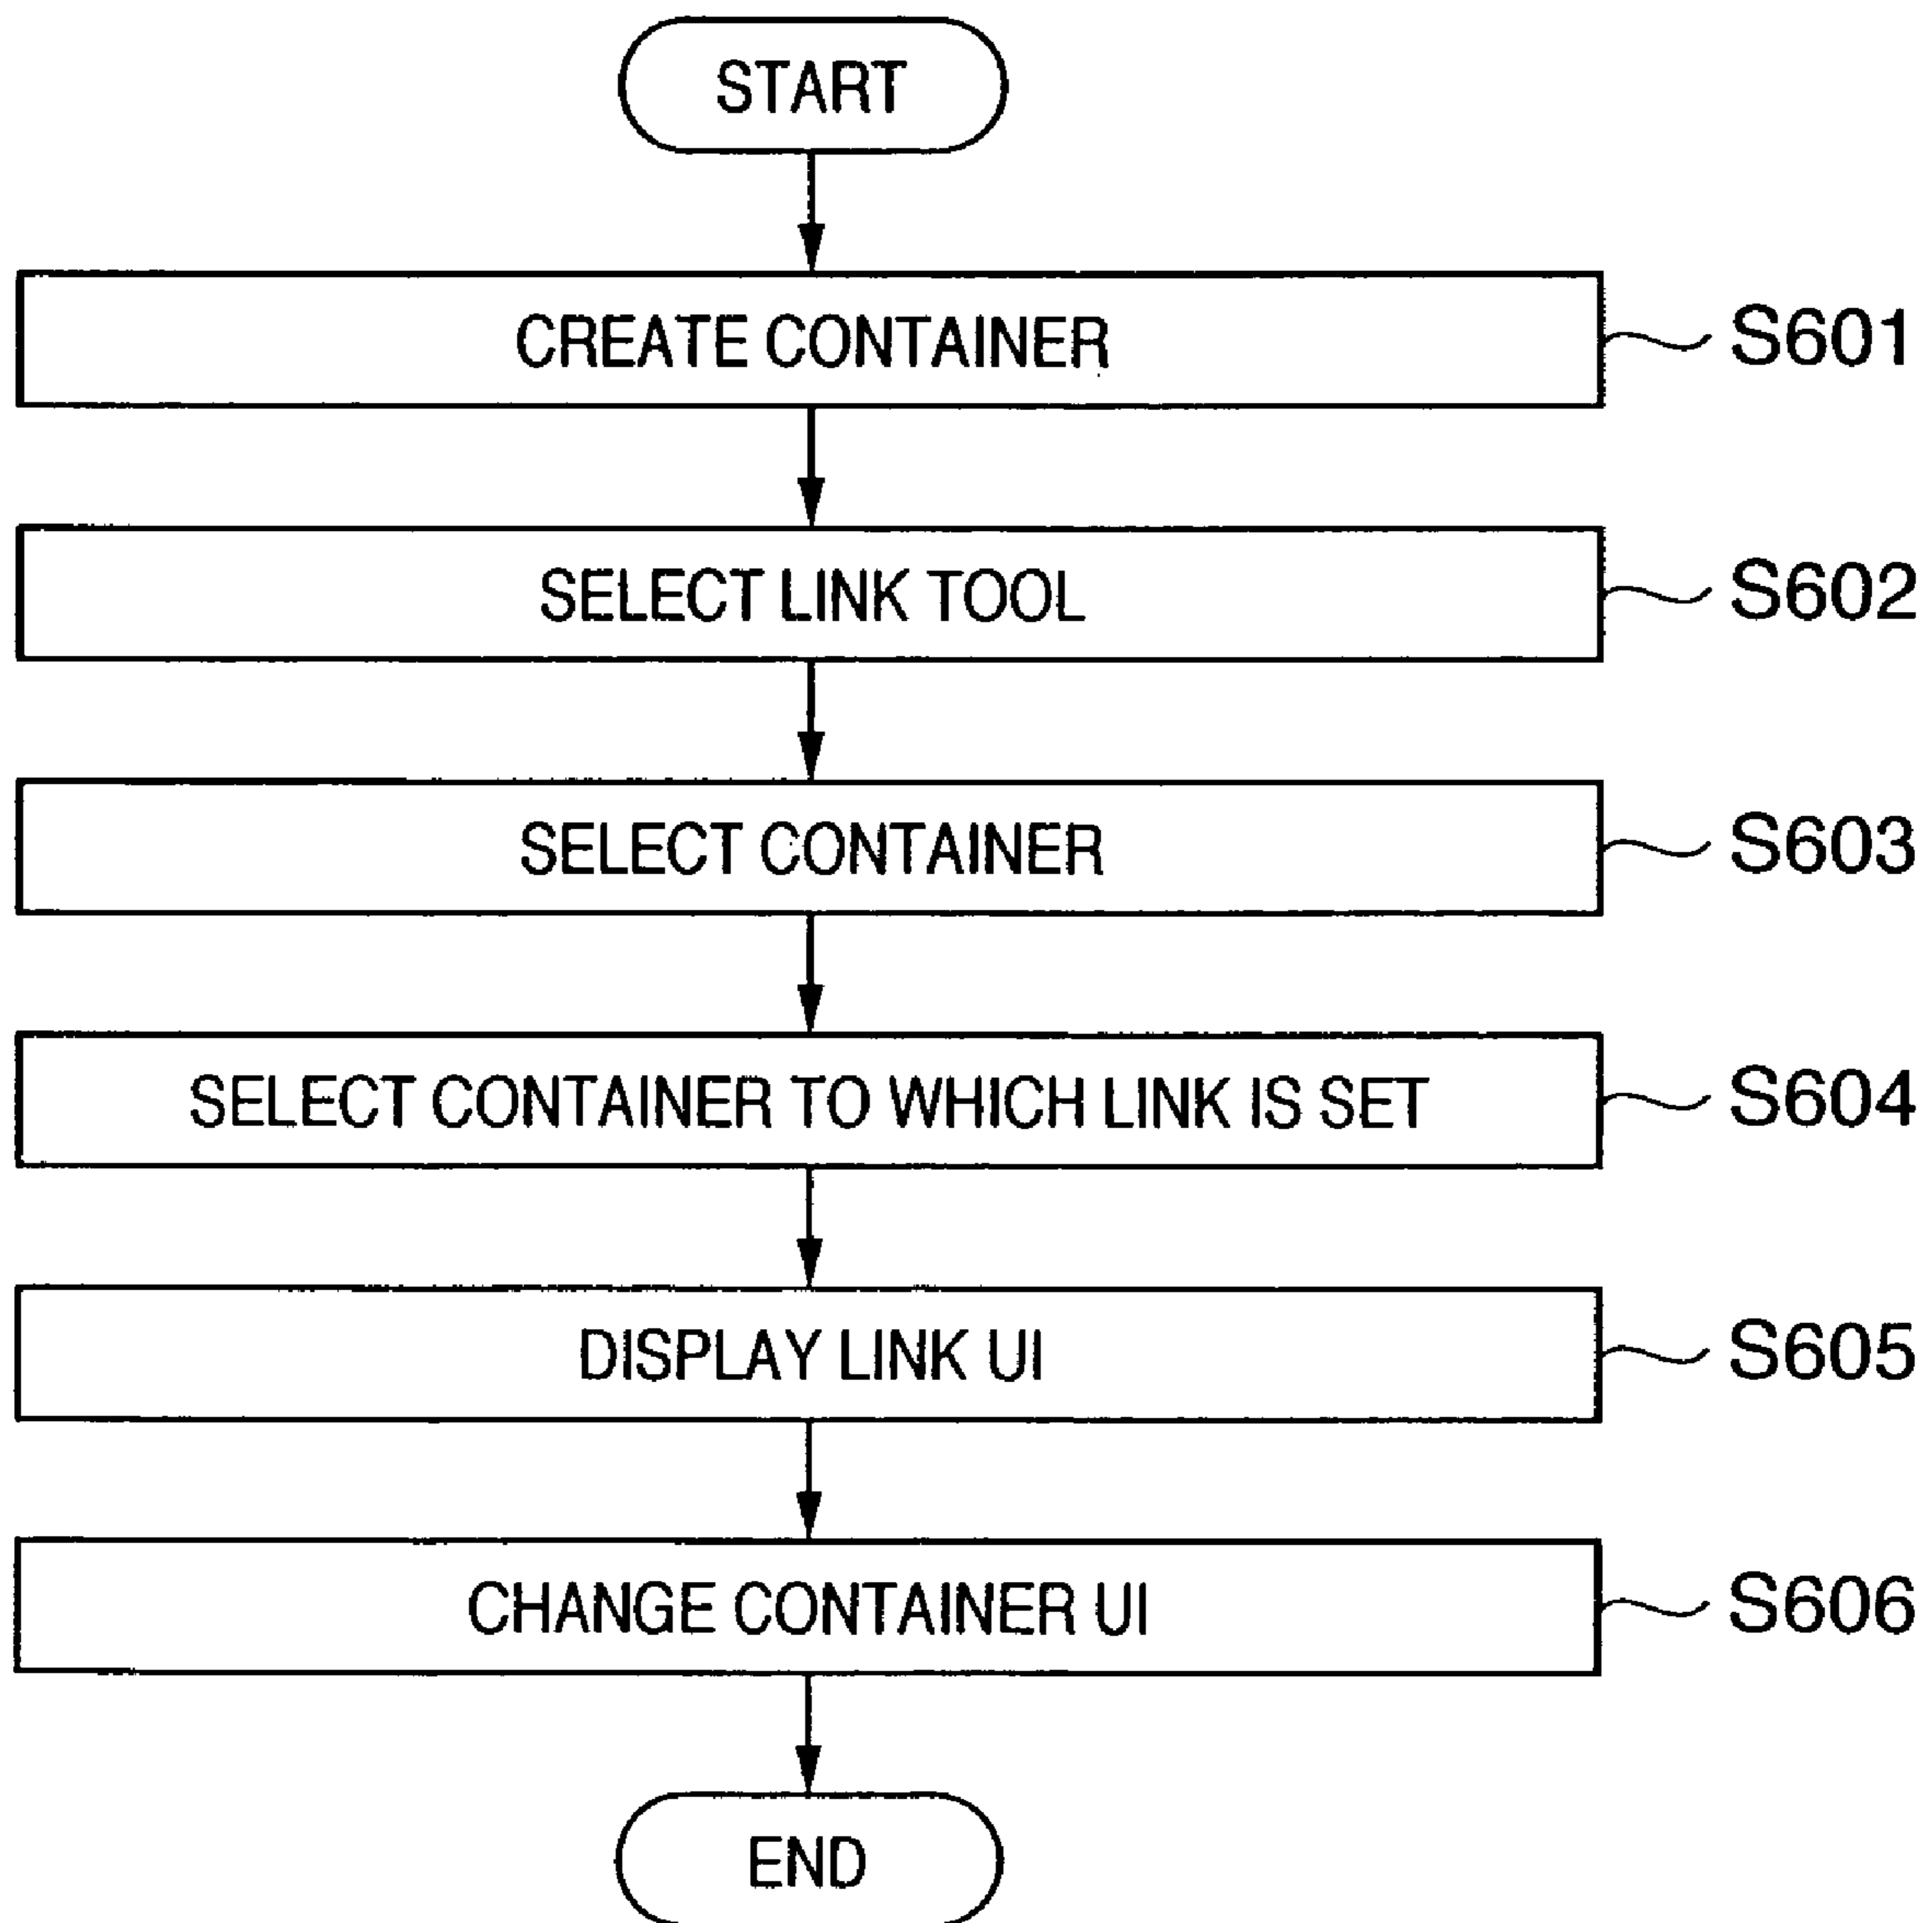 START
CREATE CONTAINER S601
SELECT LINK TOOL S602
SELECT CONTAINER S603
SELECT CONTAINER TO WHICH LINK IS SET S604
DISPLAY LINK UI S605
CHANGE CONTAINER UI S606
END